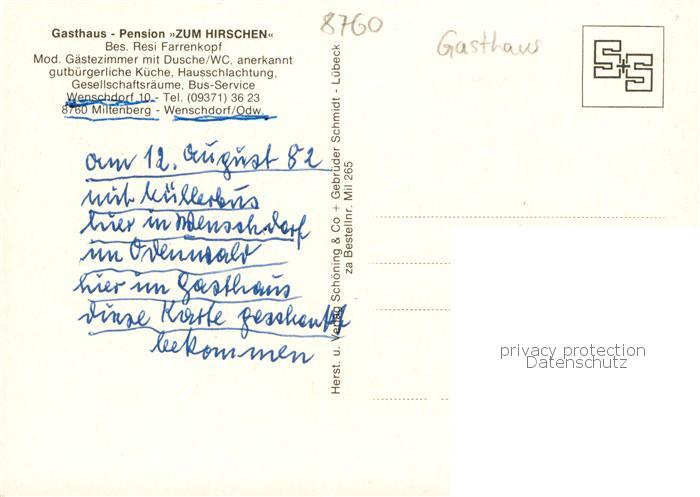 Gasthaus - Pension »ZUM HIRSCHEN«
Bes. Resi Farrenkopf
Mod. Gästezimmer mit Dusche/WC, anerkannt
gutbürgerliche Küche, Hausschlachtung,
Gesellschaftsräume, Bus-Service
Wenschdorf 10 - Tel. (09371) 36 23
8760 Miltenberg - Wenschdorf/Odw.
8760
Gasthaus
S+S
am 12. August 82
mit Müllerbus
hier in Wenschdorf
im Odenwald
hier im Gasthaus
diese Karte geschenkt
bekommen
Herst. u. Verlag Schöning & Co + Gebrüder Schmidt - Lübeck
za Bestellnr. Mil 265
privacy protection
Datenschutz